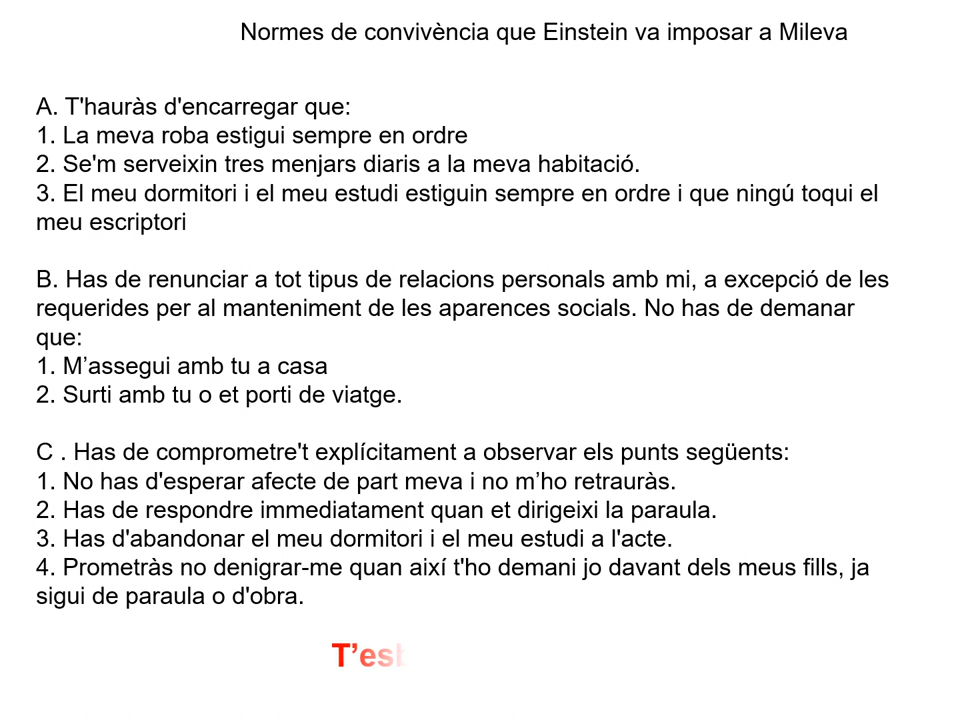 Normes de convivència que Einstein va imposar a Mileva
A. T'hauràs d'encarregar que:
1. La meva roba estigui sempre en ordre
2. Se'm serveixin tres menjars diaris a la meva habitació.
3. El meu dormitori i el meu estudi estiguin sempre en ordre i que ningú toqui el
meu escriptori
B. Has de renunciar a tot tipus de relacions personals amb mi, a excepció de les
requerides per al manteniment de les aparences socials. No has de demanar
que:
1. M’assegui amb tu a casa
2. Surti amb tu o et porti de viatge.
C . Has de comprometre't explícitament a observar els punts següents:
1. No has d'esperar afecte de part meva i no m’ho retrauràs.
2. Has de respondre immediatament quan et dirigeixi la paraula.
3. Has d'abandonar el meu dormitori i el meu estudi a l'acte.
4. Prometràs no denigrar-me quan així t'ho demani jo davant dels meus fills, ja
sigui de paraula o d'obra.